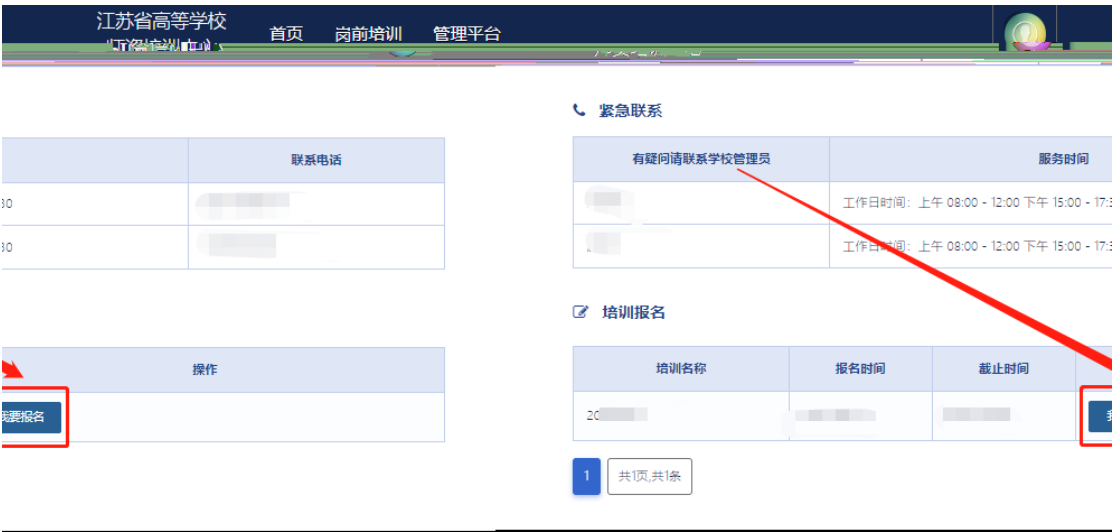 江苏省高等学校
首页 岗前培训 管理平台
紧急联系
联系电话
有疑问请联系学校管理员 服务时间
30
工作日时间：上午 08:00 - 12:00 下午 15:00 - 17:3
30
工作日时间：上午 08:00 - 12:00 下午 15:00 - 17:3
培训报名
操作
培训名称 报名时间 截止时间
我要报名
20
我
1 共1页,共1条